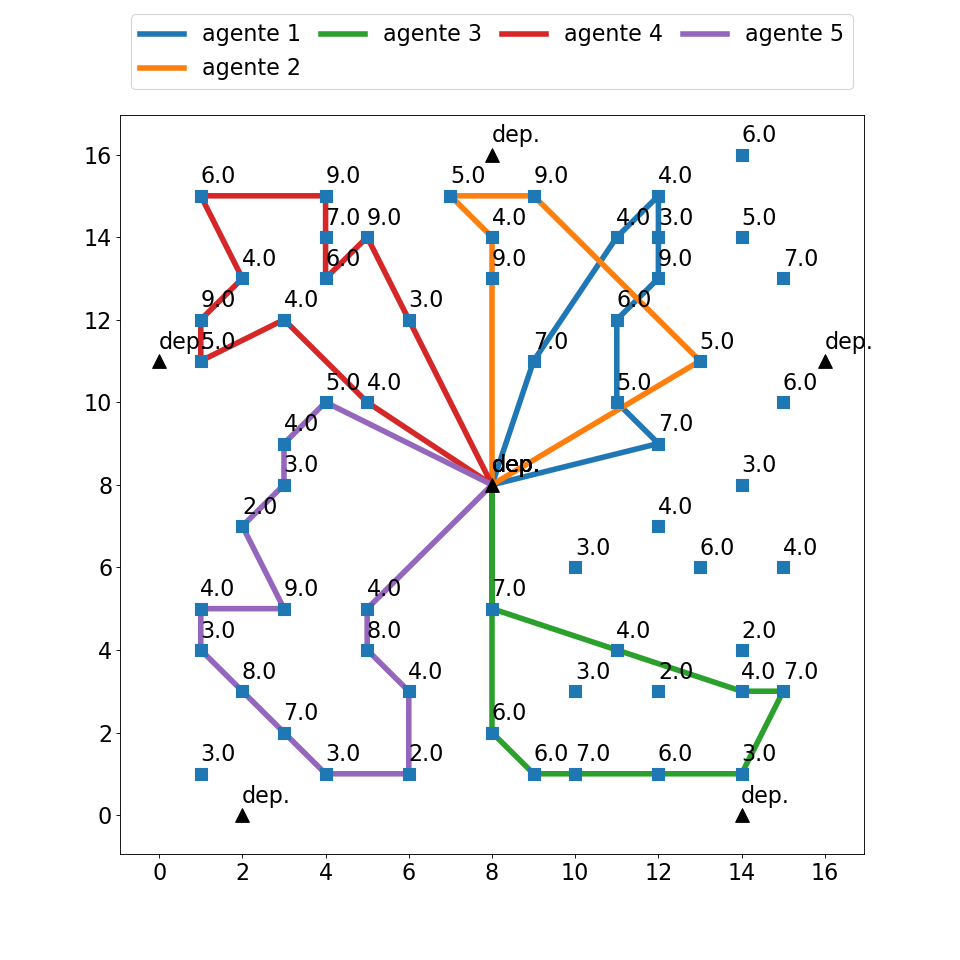 agente 1 agente 3 agente 4 agente 5
agente 2
dep. 6.0
16
6.0 9.0 5.0 9.0 4.0
7.0 9.0 4.0 4.0 3.0 5.0
14
4.0 6.0 9.0 9.0 7.0
9.0 4.0 3.0 6.0
12
dep. 5.0 7.0 5.0 dep.
5.0 4.0 5.0 6.0
10
4.0 7.0
3.0 dep. dep. 3.0
8
2.0 4.0
3.0 6.0 4.0
6
4.0 9.0 4.0 7.0
3.0 8.0 4.0 2.0
4
8.0 4.0 3.0 2.0 4.0 7.0
7.0 6.0
2
3.0 3.0 2.0 6.0 7.0 6.0 3.0
dep. dep.
0
0 2 4 6 8 10 12 14 16